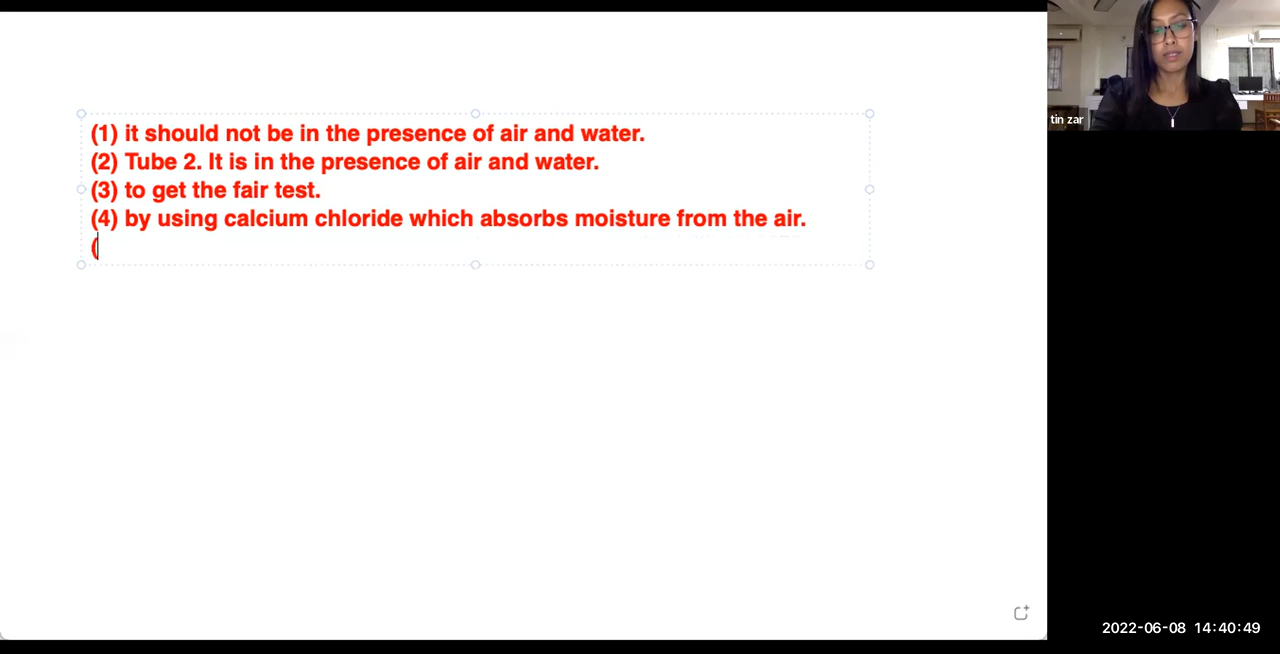 (1) it should not be in the presence of air and water.
(2) Tube 2. It is in the presence of air and water.
(3) to get the fair test.
(4) by using calcium chloride which absorbs moisture from the air.
(
tin zar
2022-06-08 14:40:49